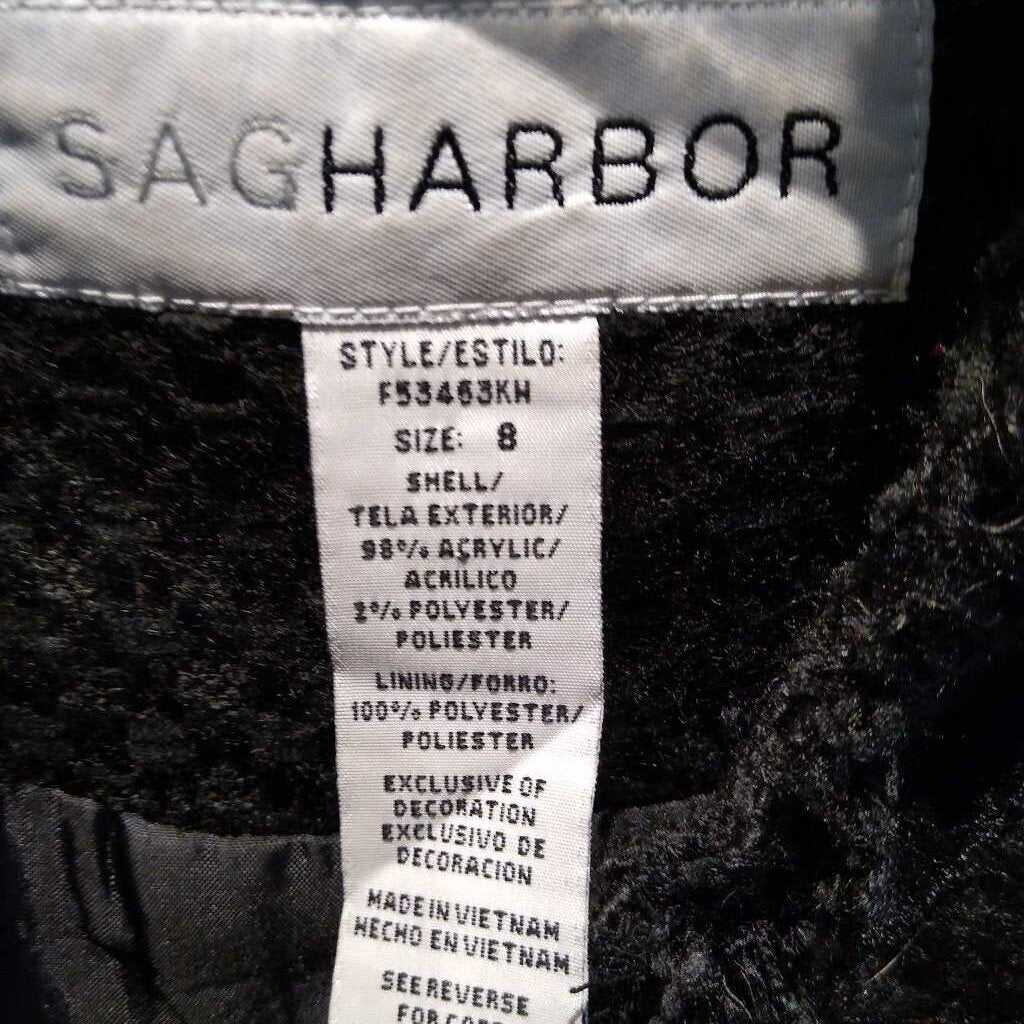 SAGHARBOR
STYLE/ESTILO:
F53463KH
SIZE: 8
SHELL/
TELA EXTERIOR/
98% ACRYLIC/
ACRILICO
2% POLYESTER/
POLIESTER
LINING/FORRO:
100% POLYESTER/
POLIESTER
EXCLUSIVE OF
DECORATION
EXCLUSIVO DE
DECORACION
MADE IN VIETNAM
HECHO EN VIETNAM
SEE REVERSE
FOR